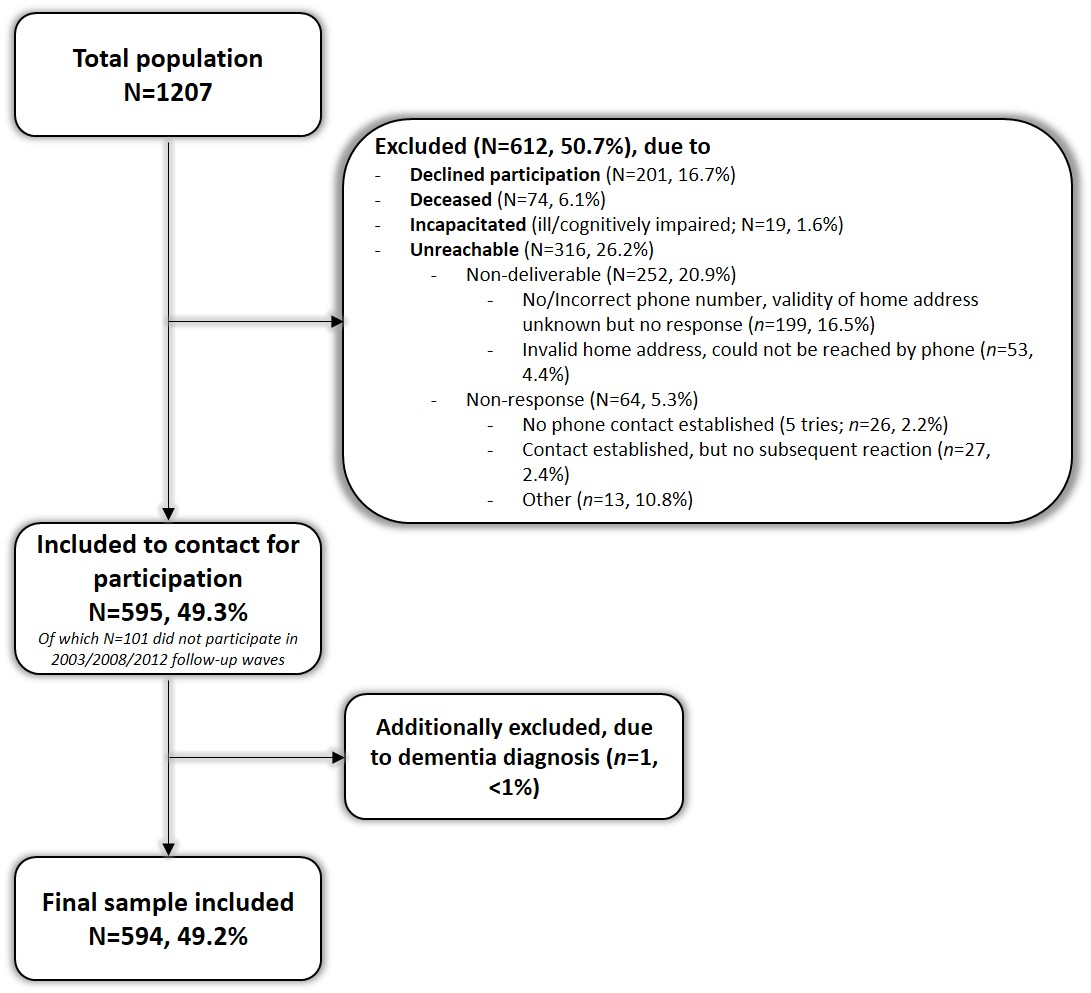 Total population
N=1207
Excluded (N=612, 50.7%), due to
- Declined participation (N=201, 16.7%)
- Deceased (N=74, 6.1%)
- Incapacitated (ill/cognitively impaired; N=19, 1.6%)
- Unreachable (N=316, 26.2%)
- Non-deliverable (N=252, 20.9%)
- No/Incorrect phone number, validity of home address
unknown but no response (n=199, 16.5%)
- Invalid home address, could not be reached by phone (n=53,
4.4%)
- Non-response (N=64, 5.3%)
- No phone contact established (5 tries; n=26, 2.2%)
- Contact established, but no subsequent reaction (n=27,
2.4%)
- Other (n=13, 10.8%)
Included to contact for
participation
N=595, 49.3%
Of which N=101 did not participate in
2003/2008/2012 follow-up waves
Additionally excluded, due
to dementia diagnosis (n=1,
<1%)
Final sample included
N=594, 49.2%